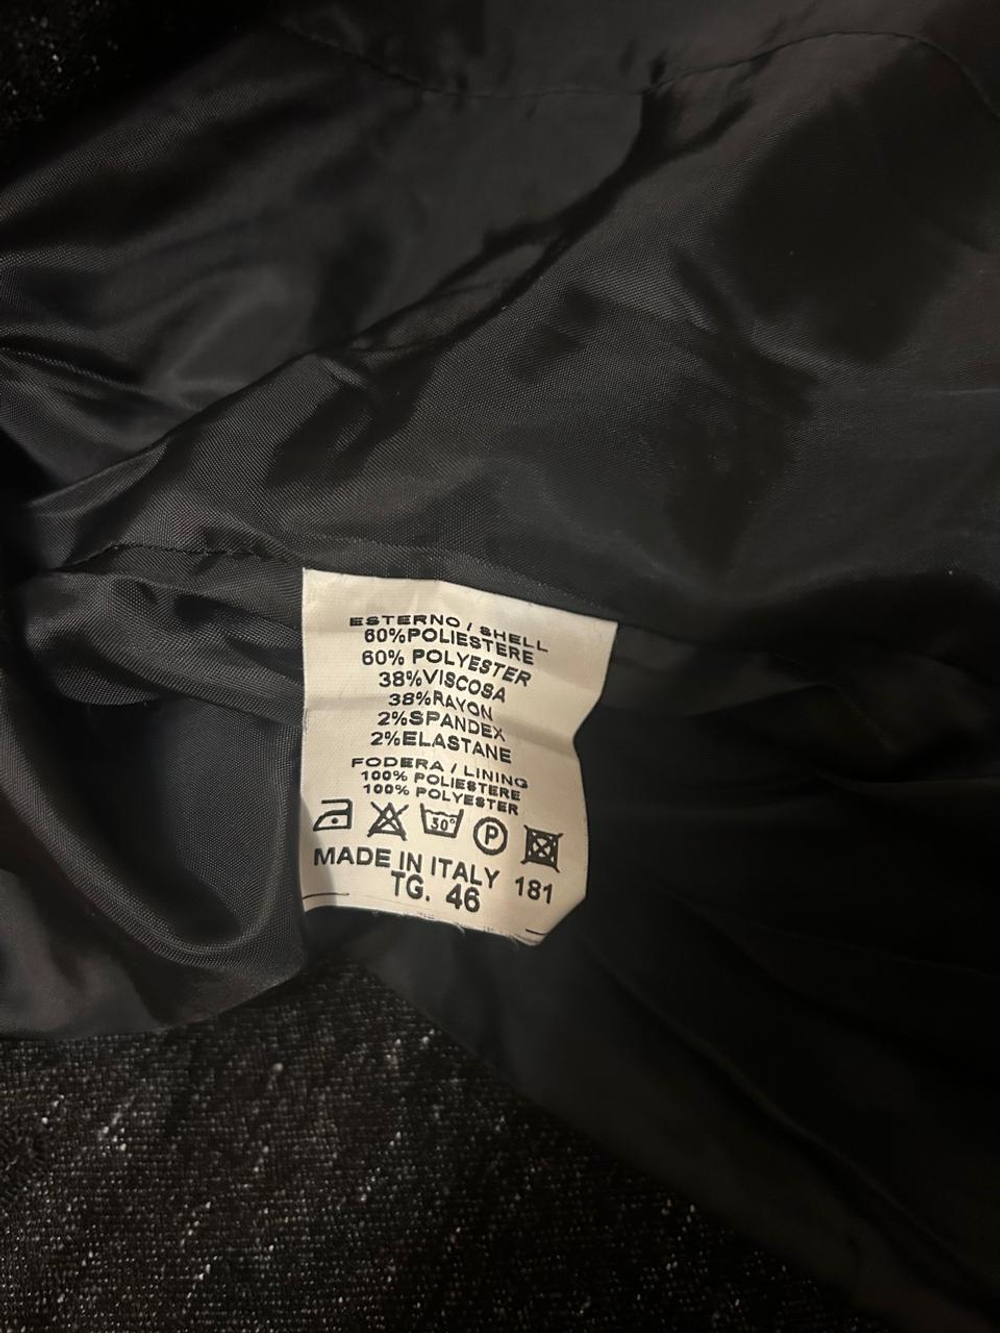 ESTERNO / SHELL
60%POLIESTERE
60% POLYESTER
38%VISCOSA
38%RAYON
2%SPANDEX
2%ELASTANE
FODERA / LINING
100% POLIESTERE
100% POLYESTER
30° P
MADE IN ITALY 181
TG. 46